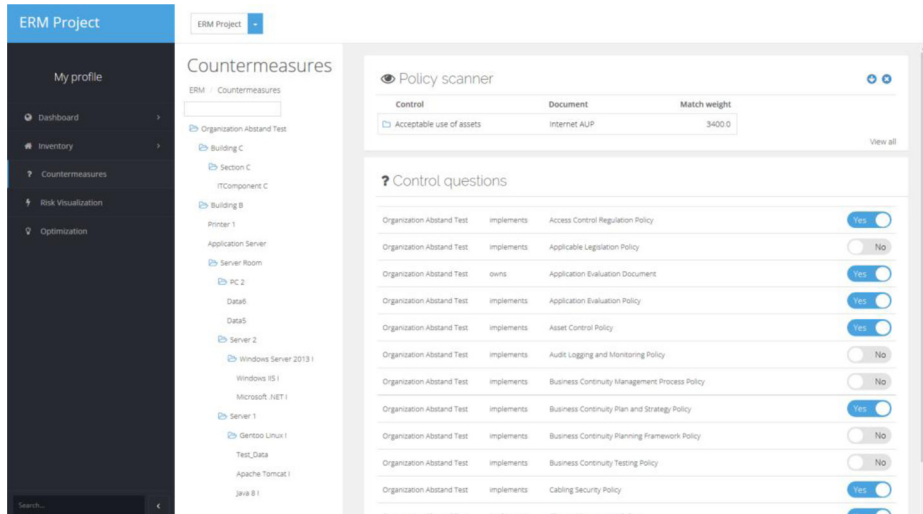 ERM Project
ERM Project
My profile
Dashboard
Inventory
? Countermeasures
Risk Visualization
Optimization
Search...
Countermeasures
ERM / Countermeasures
Organization Abstand Test
Building C
Section C
ITComponent C
Building B
Printer 1
Application Server
Server Room
PC 2
Data6
Data5
Server 2
Windows Server 2013 I
Windows IIS I
Microsoft .NET I
Server 1
Gentoo Linux I
Test_Data
Apache Tomcat I
Java 8 I
Policy scanner
Control Document Match weight
Acceptable use of assets Internet AUP 3400.0
View all
? Control questions
Organization Abstand Test implements Access Control Regulation Policy Yes
Organization Abstand Test implements Applicable Legislation Policy No
Organization Abstand Test owns Application Evaluation Document Yes
Organization Abstand Test implements Application Evaluation Policy Yes
Organization Abstand Test implements Asset Control Policy Yes
Organization Abstand Test implements Audit Logging and Monitoring Policy No
Organization Abstand Test implements Business Continuity Management Process Policy No
Organization Abstand Test implements Business Continuity Plan and Strategy Policy Yes
Organization Abstand Test implements Business Continuity Planning Framework Policy No
Organization Abstand Test implements Business Continuity Testing Policy No
Organization Abstand Test implements Cabling Security Policy Yes